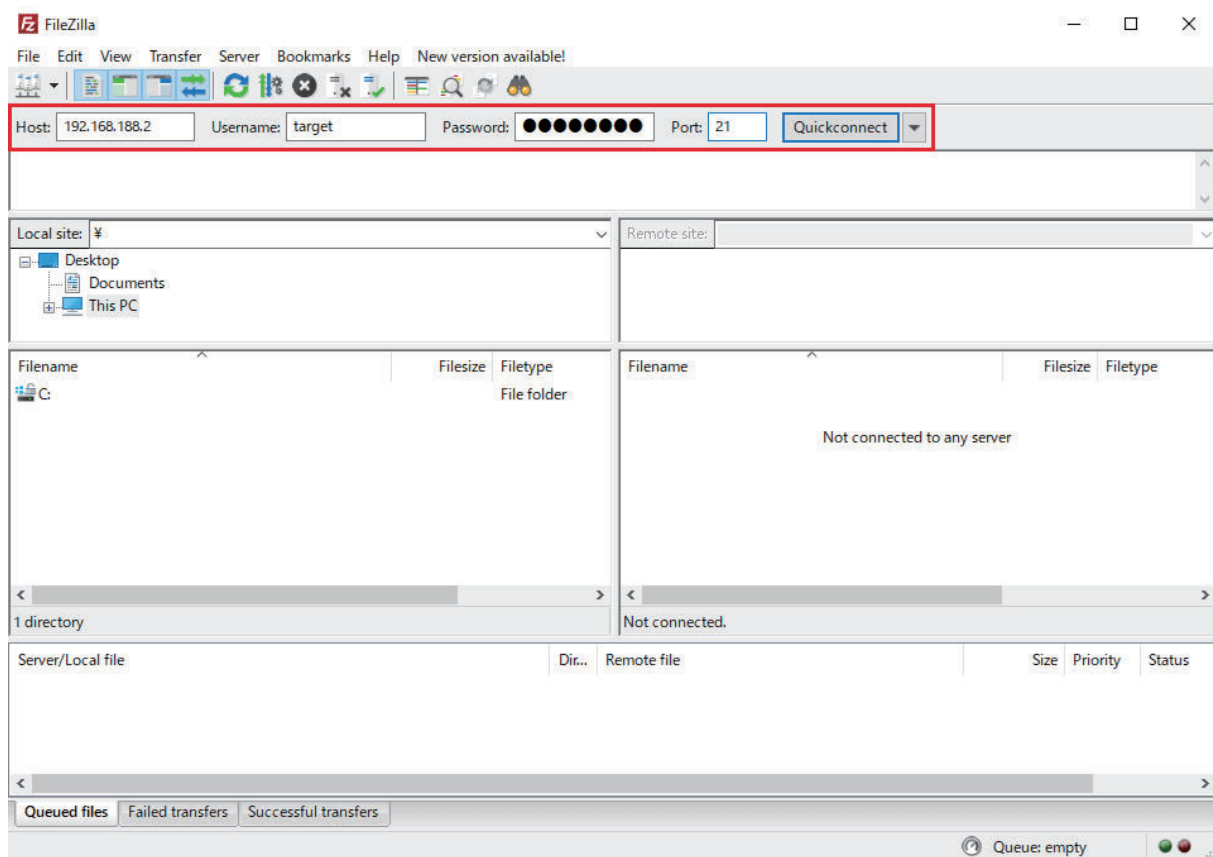 FileZilla
File Edit View Transfer Server Bookmarks Help New version available!
Host: 192.168.188.2 Username: target Password: ●●●●●●●● Port: 21 Quickconnect
Local site: ¥
Remote site:
Desktop
Documents
This PC
Filename Filesize Filetype
C: File folder
Filename Filesize Filetype
Not connected to any server
1 directory
Not connected.
Server/Local file Dir... Remote file Size Priority Status
Queued files Failed transfers Successful transfers
Queue: empty